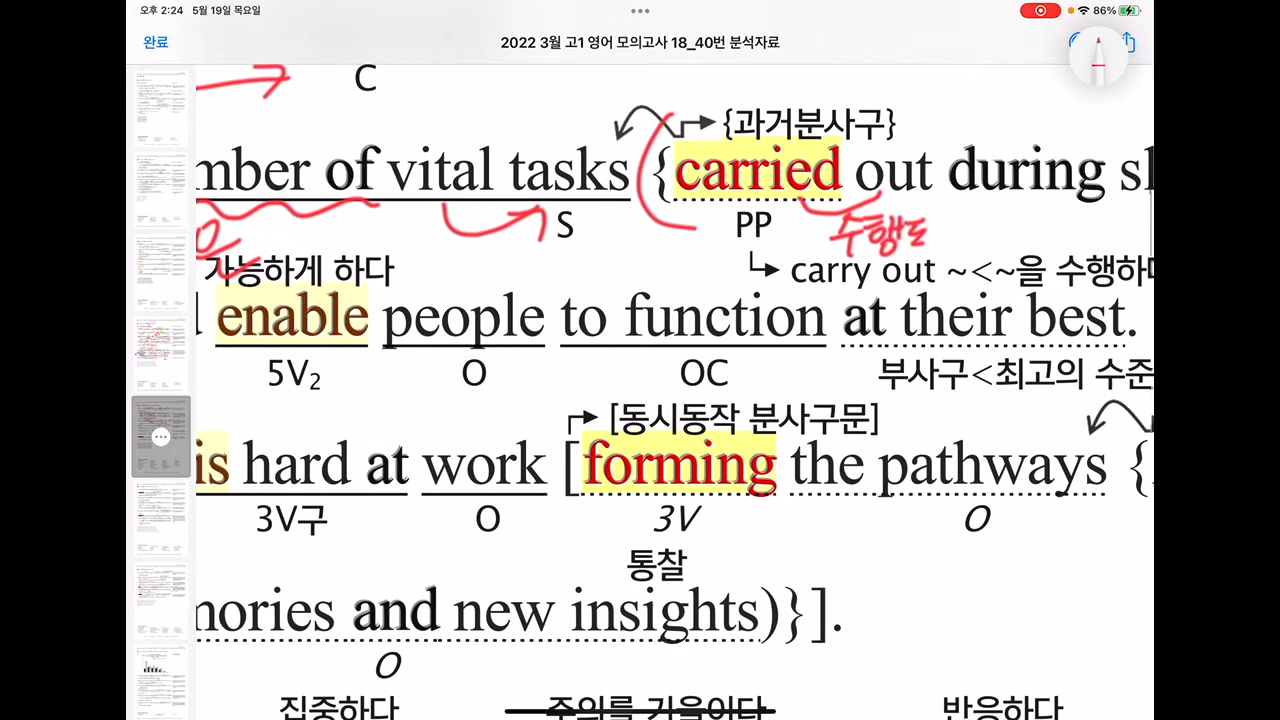 오후 2:24 5월 19일 목요일
86%
완료
2022 3월 고1 영어 모의고사 18_40번 분석자료
C
{과거분사구}
mber of vital tasks {carried out during sl
S PP 수행도
가능하게 하다 carry out ~<~을 수행하다
enable people to function at their best.
5V₂ O OC 부사구<최고의 수준
[동시동작 분사구문]
is hard at work [forming the pathways {
3V구 O 3V O
통찰
mories and new insights)}].
O
집중하다 주의를 기울이다 반응하다